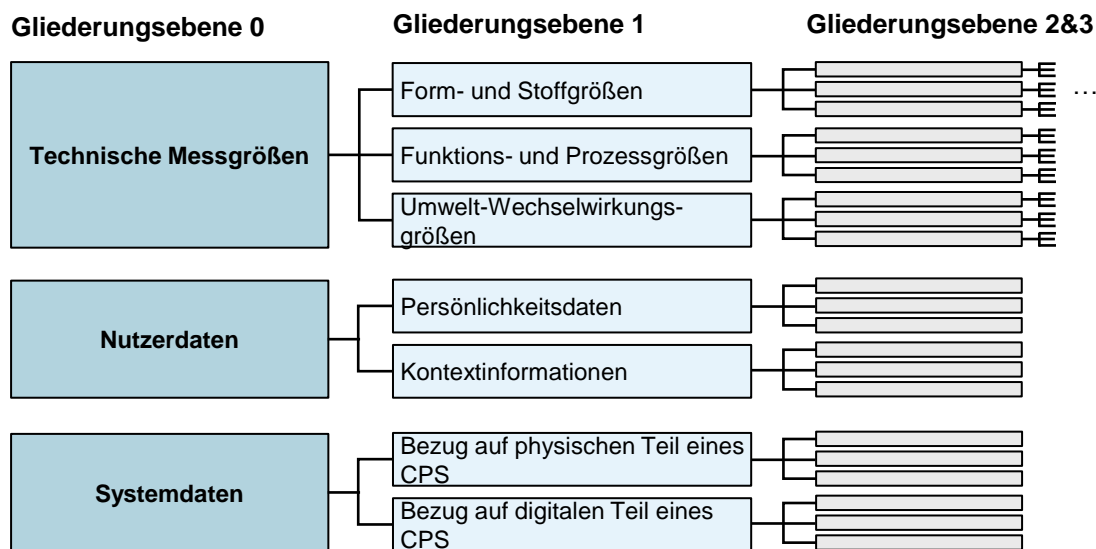 Gliederungsebene 0
Gliederungsebene 1
Gliederungsebene 2&3
Technische Messgrößen
Form- und Stoffgrößen
…
Funktions- und Prozessgrößen
Umwelt-Wechselwirkungs-
größen
Nutzerdaten
Persönlichkeitsdaten
Kontextinformationen
Systemdaten
Bezug auf physischen Teil eines
CPS
Bezug auf digitalen Teil eines
CPS